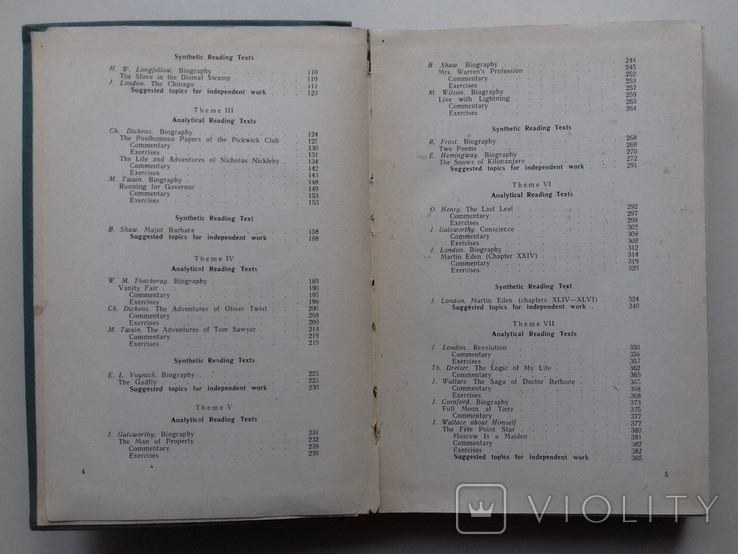 Synthetic Reading Texts
H. W. Longfellow. Biography 110
The Slave in the Dismal Swamp 110
J. London. The Chinago 111
Suggested topics for independent work 123
Theme III
Analytical Reading Texts
Ch. Dickens. Biography 124
The Posthumous Papers of the Pickwick Club 125
Commentary 130
Exercises 131
The Life and Adventures of Nicholas Nickleby 134
Commentary 142
Exercises 143
M. Twain. Biography 148
Running for Governor 149
Commentary 153
Exercises 153
Synthetic Reading Text
B. Shaw. Major Barbara 158
Suggested topics for independent work 188
Theme IV
Analytical Reading Texts
W. M. Thackeray. Biography 189
Vanity Fair 190
Commentary 195
Exercises 196
Ch. Dickens. The Adventures of Oliver Twist 200
Commentary 208
Exercises 209
M. Twain. The Adventures of Tom Sawyer 214
Commentary 219
Exercises 219
Synthetic Reading Texts
E. L. Voynich. Biography 223
The Gadfly 226
Suggested topics for independent work 230
Theme V
Analytical Reading Texts
J. Galsworthy. Biography 231
The Man of Property 232
Commentary 239
Exercises 239
4
B. Shaw. Biography 244
Mrs. Warren's Profession 245
Commentary 252
Exercises 253
M. Wilson. Biography 257
Live with Lightning 259
Commentary 263
Exercises 264
Synthetic Reading Texts
R. Frost. Biography 268
Two Poems 269
E. Hemingway. Biography 270
The Snows of Kilimanjaro 272
Suggested topics for independent work 291
Theme VI
Analytical Reading Texts
O. Henry. The Last Leaf 292
Commentary 297
Exercises 298
J. Galsworthy. Conscience 302
Commentary 308
Exercises 308
J. London. Biography 312
Martin Eden (Chapter XXIV) 314
Commentary 319
Exercises 320
Synthetic Reading Text
J. London. Martin Eden (chapters XLIV—XLVI) 324
Suggested topics for independent work 349
Theme VII
Analytical Reading Texts
J. London. Revolution 350
Commentary 356
Exercises 357
Th. Dreiser. The Logic of My Life 362
Commentary 365
J. Wallace. The Saga of Doctor Bethune 365
Commentary 368
Exercises 368
J. Cornford. Biography 373
Full Moon at Tierz 375
Commentary 377
J. Wallace about Himself 377
The Five Point Star 380
Moscow Is a Maiden 381
Commentary 382
Exercises 382
Suggested topics for independent work 385
5
VIOLITY